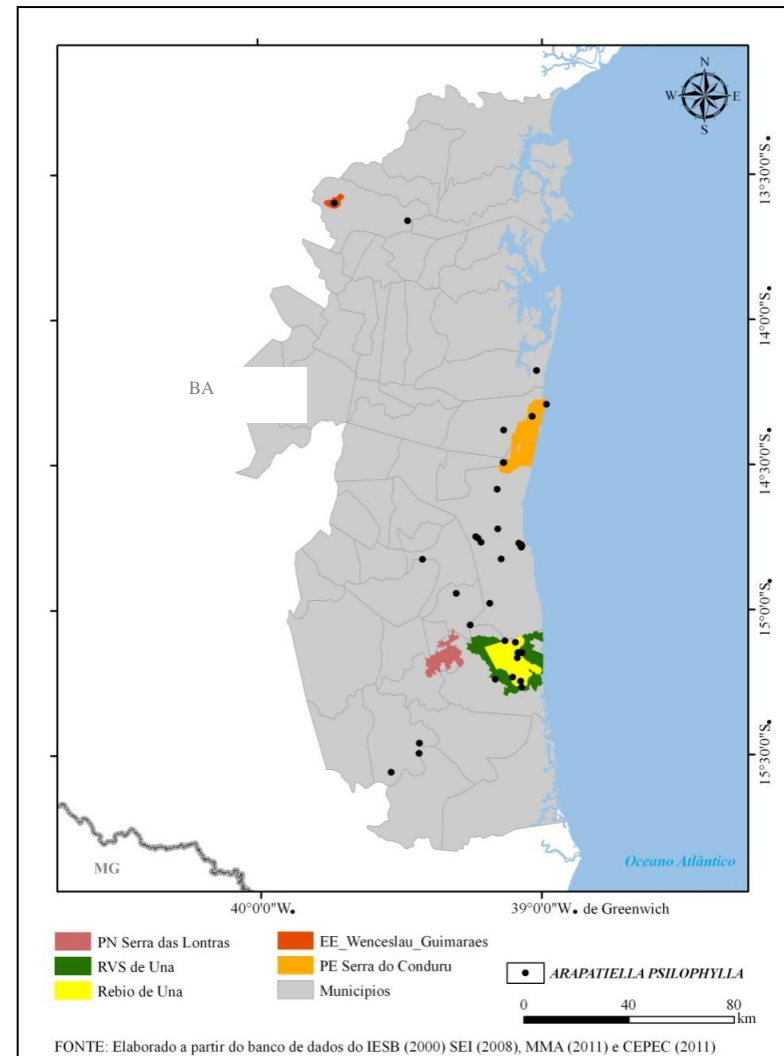 N
W E
S
13°30'0"S.
14°0'0"S.
BA
14°30'0"S.
15°0'0"S.
15°30'0"S.
MG
Oceano Atlântico
40°0'0"W. 39°0'0"W. de Greenwich
PN Serra das Lontras EE_Wenceslau_Guimaraes
RVS de Una PE Serra do Conduru ARAPATIELLA PSILOPHYLLA
Rebio de Una Municipios
0 40 80
km
FONTE: Elaborado a partir do banco de dados do IESB (2000) SEI (2008), MMA (2011) e CEPEC (2011)